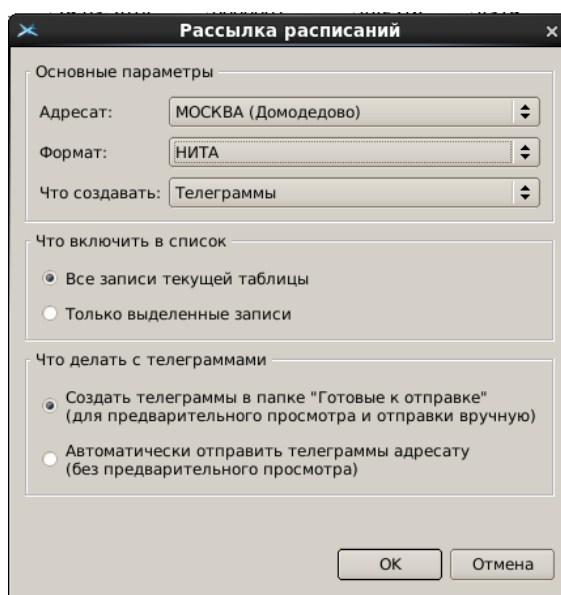 Рассылка расписаний
Основные параметры
Адресат: МОСКВА (Домодедово)
Формат: НИТА
Что создавать: Телеграммы
Что включить в список
Все записи текущей таблицы
Только выделенные записи
Что делать с телеграммами
Создать телеграммы в папке "Готовые к отправке"
(для предварительного просмотра и отправки вручную)
Автоматически отправить телеграммы адресату
(без предварительного просмотра)
OK Отмена